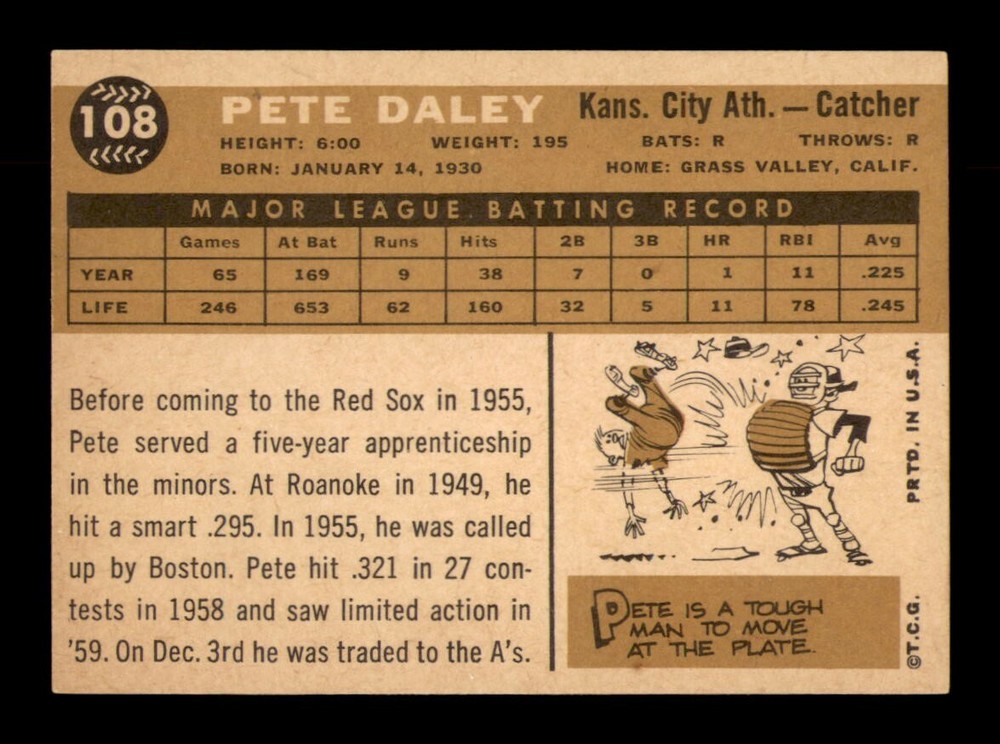 108
PETE DALEY
Kans. City Ath. — Catcher
HEIGHT: 6:00 WEIGHT: 195 BATS: R THROWS: R
BORN: JANUARY 14, 1930 HOME: GRASS VALLEY, CALIF.
MAJOR LEAGUE BATTING RECORD
Games At Bat Runs Hits 2B 3B HR RBI Avg
YEAR 65 169 9 38 7 0 1 11 .225
LIFE 246 653 62 160 32 5 11 78 .245
Before coming to the Red Sox in 1955,
Pete served a five-year apprenticeship
in the minors. At Roanoke in 1949, he
hit a smart .295. In 1955, he was called
up by Boston. Pete hit .321 in 27 con-
tests in 1958 and saw limited action in
'59. On Dec. 3rd he was traded to the A's.
PETE IS A TOUGH
MAN TO MOVE
AT THE PLATE.
©T.C.G. PRTD. IN U.S.A.